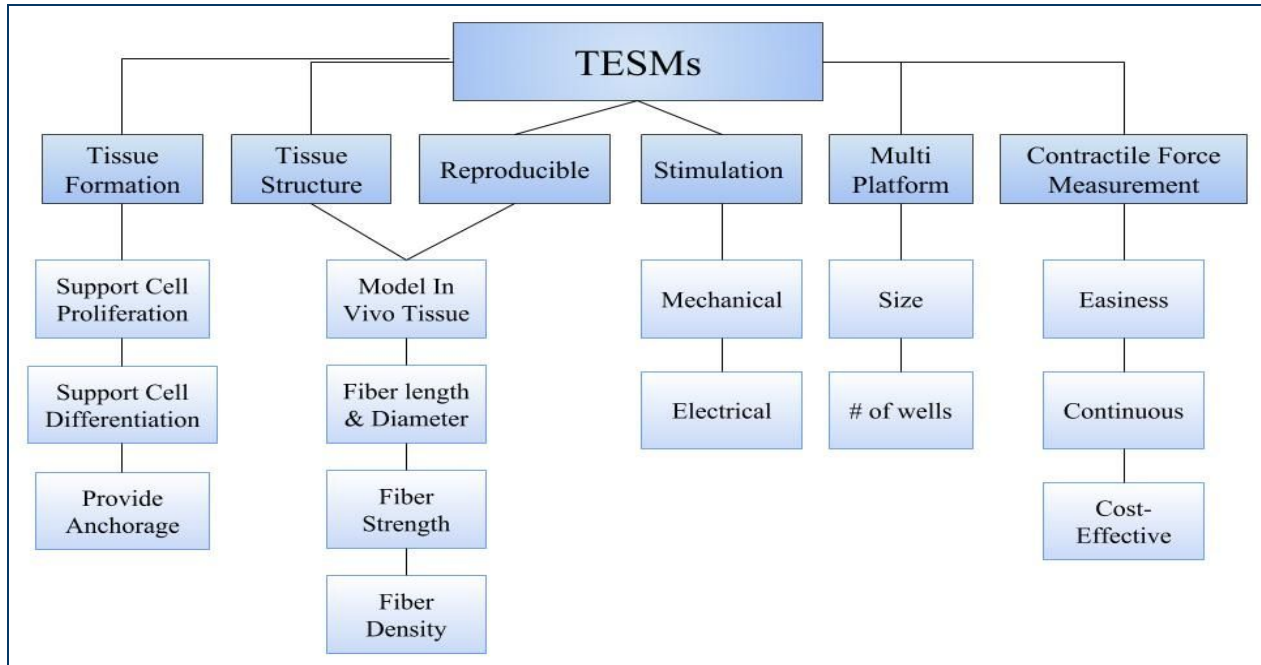 TESMs
Tissue
Formation
Tissue
Structure
Reproducible
Stimulation
Multi
Platform
Contractile Force
Measurement
Support Cell
Proliferation
Support Cell
Differentiation
Provide
Anchorage
Model In
Vivo Tissue
Fiber length
& Diameter
Fiber
Strength
Fiber
Density
Mechanical
Electrical
Size
# of wells
Easiness
Continuous
Cost-
Effective